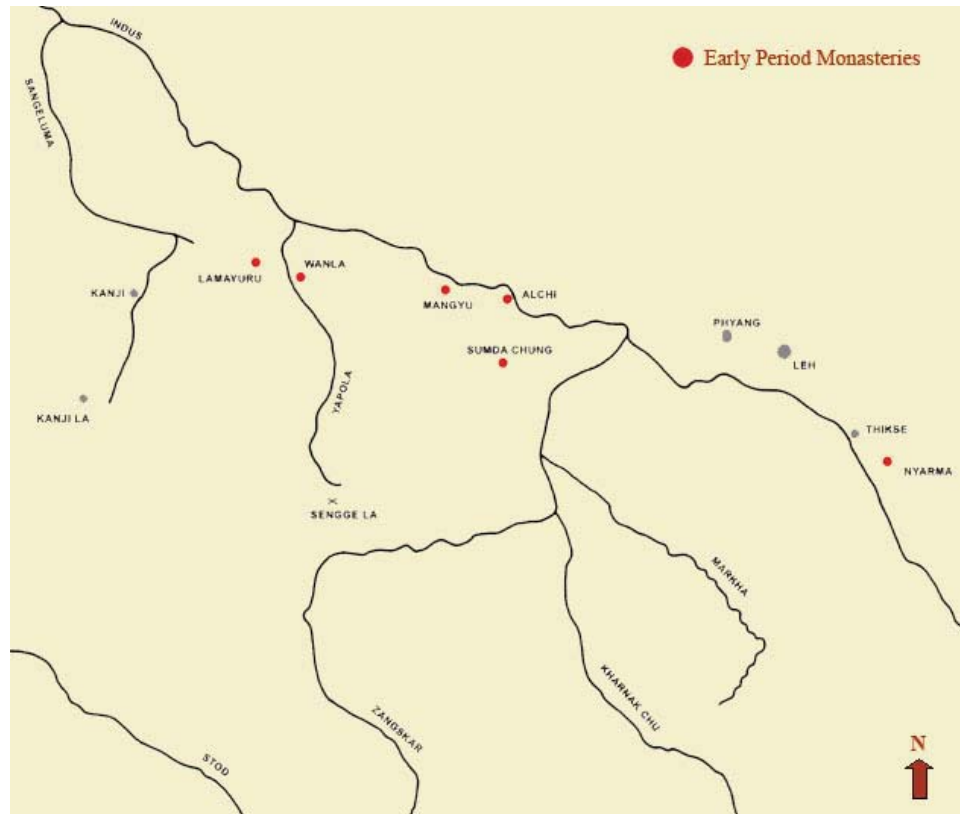 INDUS
Early Period Monasteries
SANGELUMA
WANLA
LAMAYURU
KANJI
MANGYU
ALCHI
PHYANG
SUMDA CHUNG
LEH
YAPOLA
KANJI LA
THIKSE
NYARMA
SENGGE LA
MARKHA
KHARNAK CHU
ZANGSKAR
STOD
N